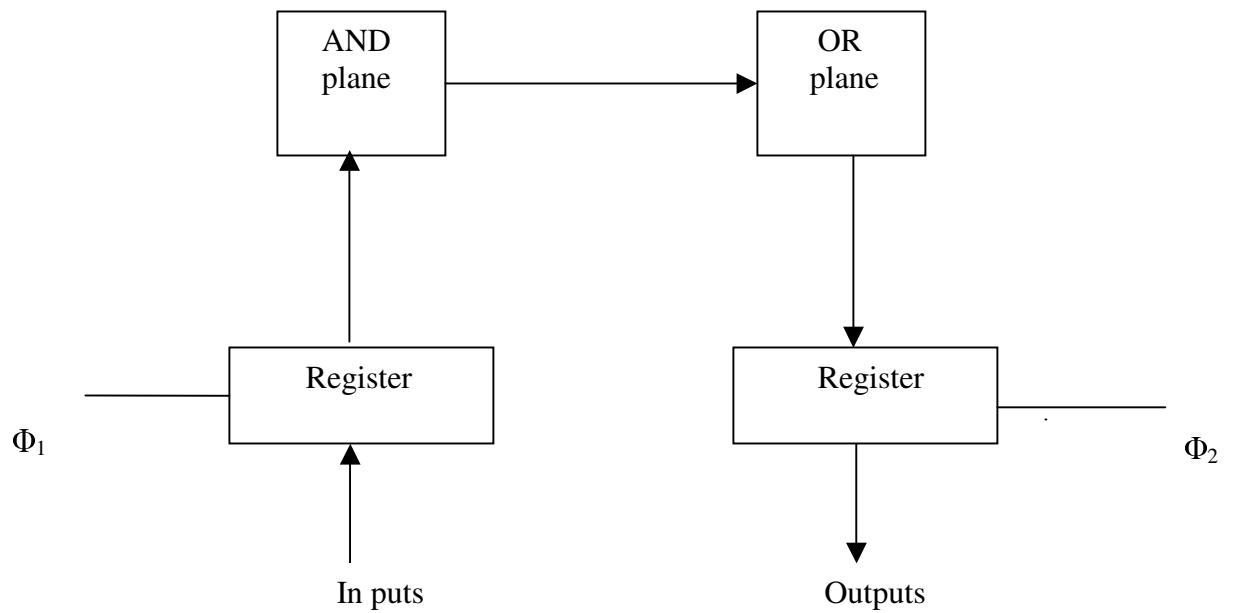 AND
plane
OR
plane
Register
Register
Φ₁
Φ₂
In puts
Outputs